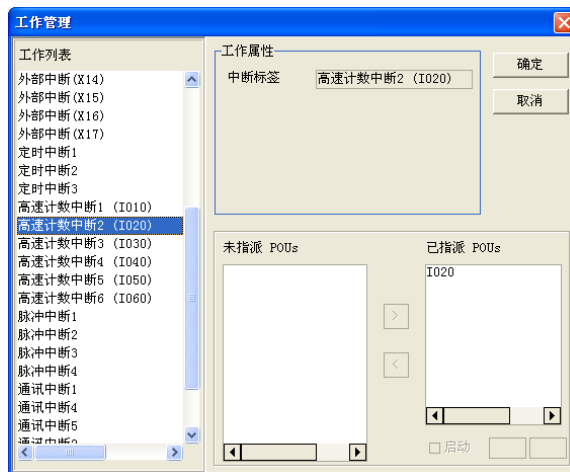 工作管理
工作列表
外部中断(X14)
外部中断(X15)
外部中断(X16)
外部中断(X17)
定时中断1
定时中断2
定时中断3
高速计数中断1 (I010)
高速计数中断2 (I020)
高速计数中断3 (I030)
高速计数中断4 (I040)
高速计数中断5 (I050)
高速计数中断6 (I060)
脉冲中断1
脉冲中断2
脉冲中断3
脉冲中断4
通讯中断1
通讯中断4
通讯中断5
工作属性
中断标签
高速计数中断2 (I020)
确定
取消
未指派 POUs
已指派 POUs
I020
>
<
启动